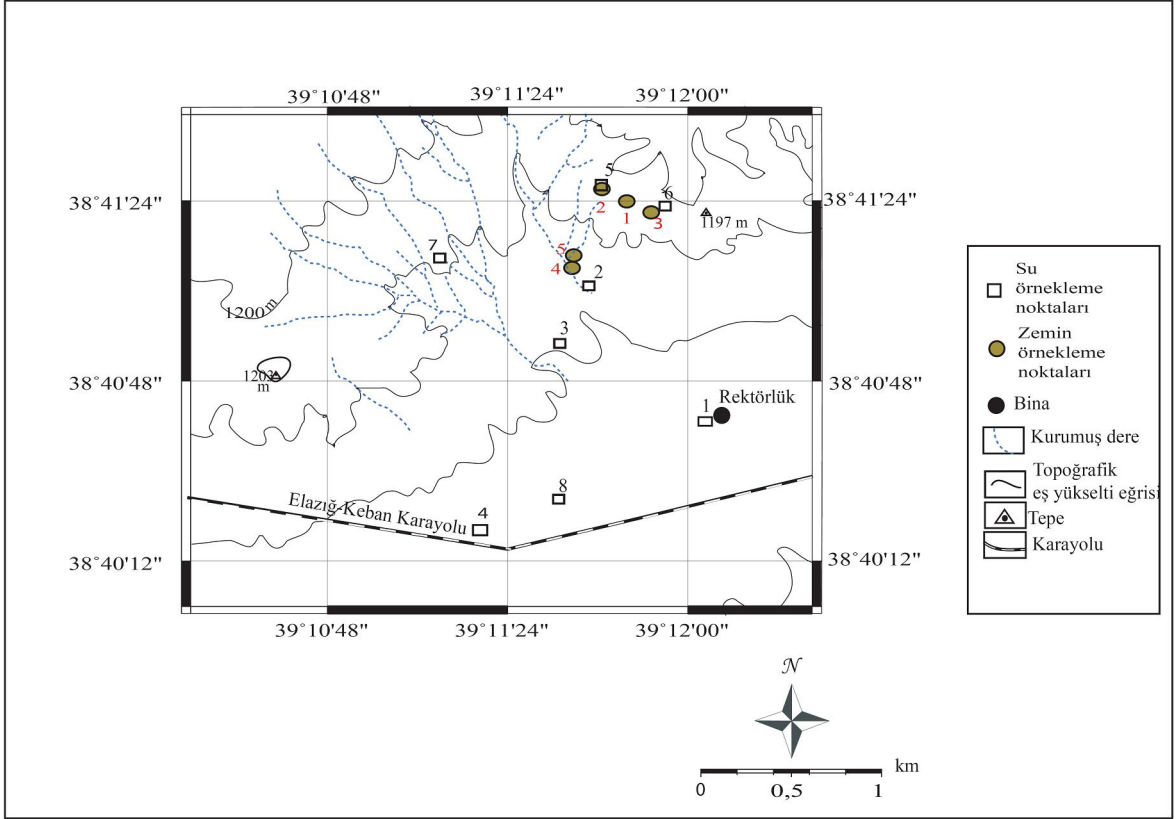 39°10'48" 39°11'24" 39°12'00"
38°41'24" 38°41'24"
5
6
2
1
3
1197 m
7
5
4
2
1200 m
3
38°40'48" 38°40'48"
1203
m
Rektörlük
1
8
Elazığ-Keban Karayolu
4
38°40'12" 38°40'12"
39°10'48" 39°11'24" 39°12'00"
Su
örnekleme
noktaları
Zemin
örnekleme
noktaları
Bina
Kurumuş dere
Topoğrafik
eş yükselti eğrisi
Tepe
Karayolu
N
km
0 0,5 1